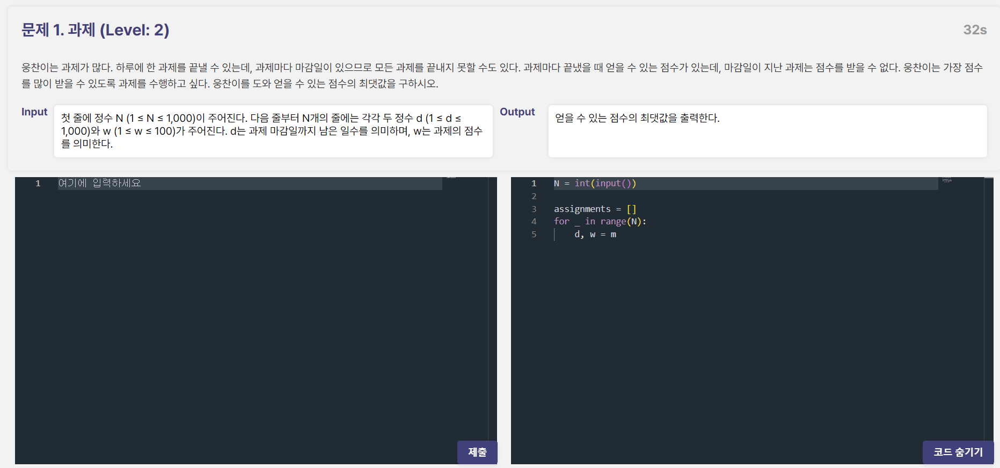 문제 1. 과제 (Level: 2)
32s
웅찬이는 과제가 많다. 하루에 한 과제를 끝낼 수 있는데, 과제마다 마감일이 있으므로 모든 과제를 끝내지 못할 수도 있다. 과제마다 끝냈을 때 얻을 수 있는 점수가 있는데, 마감일이 지난 과제는 점수를 받을 수 없다. 웅찬이는 가장 점수
를 많이 받을 수 있도록 과제를 수행하고 싶다. 웅찬이를 도와 얻을 수 있는 점수의 최댓값을 구하시오.
Input
첫 줄에 정수 N (1 ≤ N ≤ 1,000)이 주어진다. 다음 줄부터 N개의 줄에는 각각 두 정수 d (1 ≤ d ≤
1,000)와 w (1 ≤ w ≤ 100)가 주어진다. d는 과제 마감일까지 남은 일수를 의미하며, w는 과제의 점수
를 의미한다.
Output
얻을 수 있는 점수의 최댓값을 출력한다.
1 여기에 입력하세요
제출
1 N = int(input())
2
3 assignments = []
4 for _ in range(N):
5     d, w = m
코드 숨기기